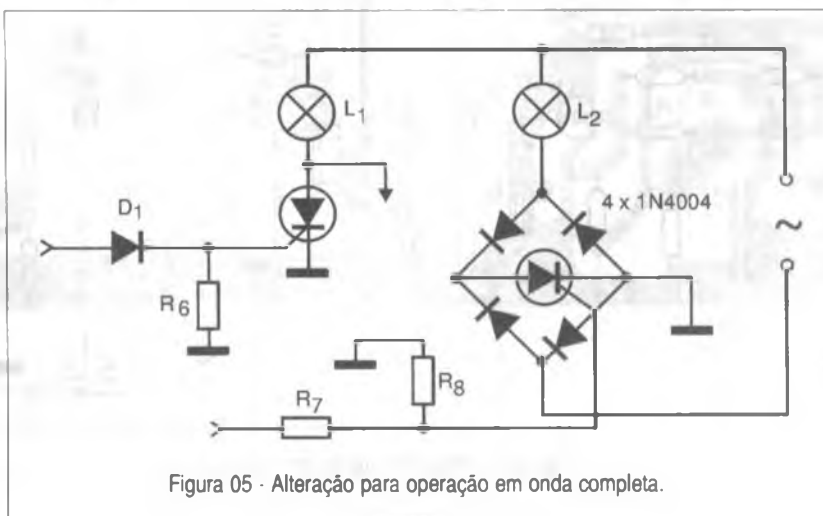 L1
L2
4 x 1N4004
D1
~
R6
R8
R7
Figura 05 - Alteração para operação em onda completa.